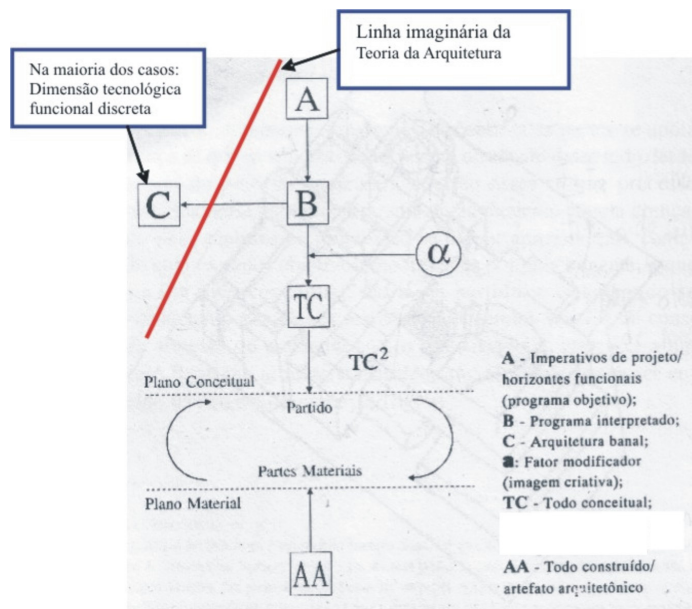 Linha imaginária da
Teoria da Arquitetura
Na maioria dos casos:
Dimensão tecnológica
funcional discreta
A
C
B
α
TC
TC²
Plano Conceitual
Partido
Partes Materiais
Plano Material
AA
A - Imperativos de projeto/
horizontes funcionais
(programa objetivo);
B - Programa interpretado;
C - Arquitetura banal;
a: Fator modificador
(imagem criativa);
TC - Todo conceitual;
AA - Todo construído/
artefato arquitetônico